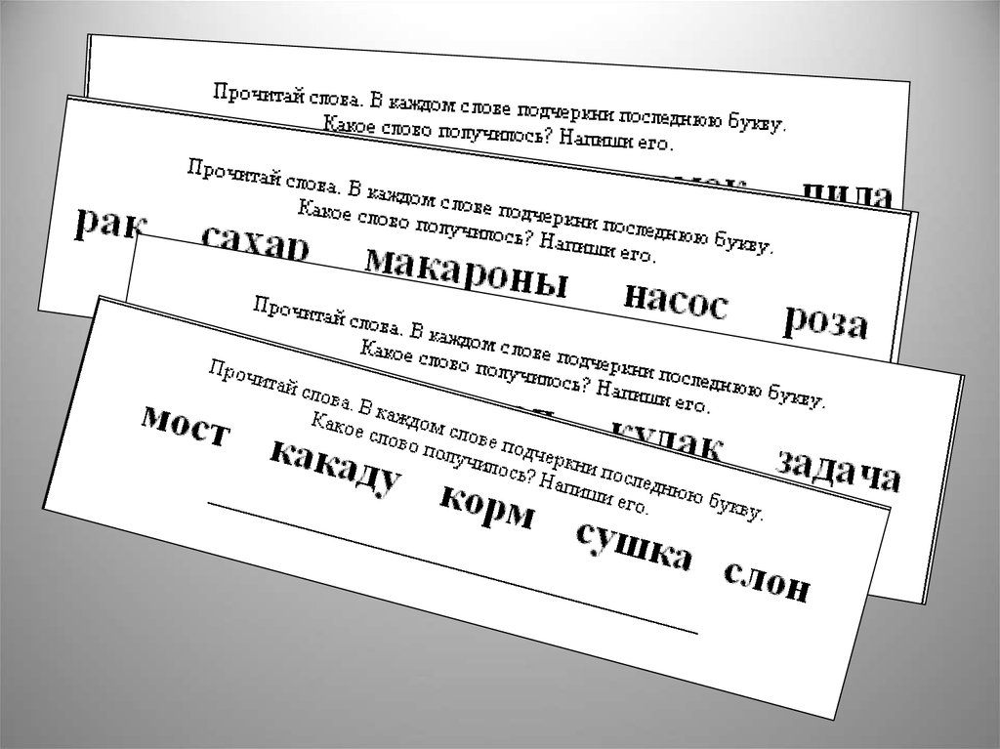 Прочитай слова. В каждом слове подчеркни последнюю букву.
Какое слово получилось? Напиши его.
пила
Прочитай слова. В каждом слове подчеркни последнюю букву.
Какое слово получилось? Напиши его.
рак сахар макароны насос роза
Прочитай слова. В каждом слове подчеркни последнюю букву.
Какое слово получилось? Напиши его.
кулак задача
Прочитай слова. В каждом слове подчеркни последнюю букву.
Какое слово получилось? Напиши его.
мост какаду корм сушка слон